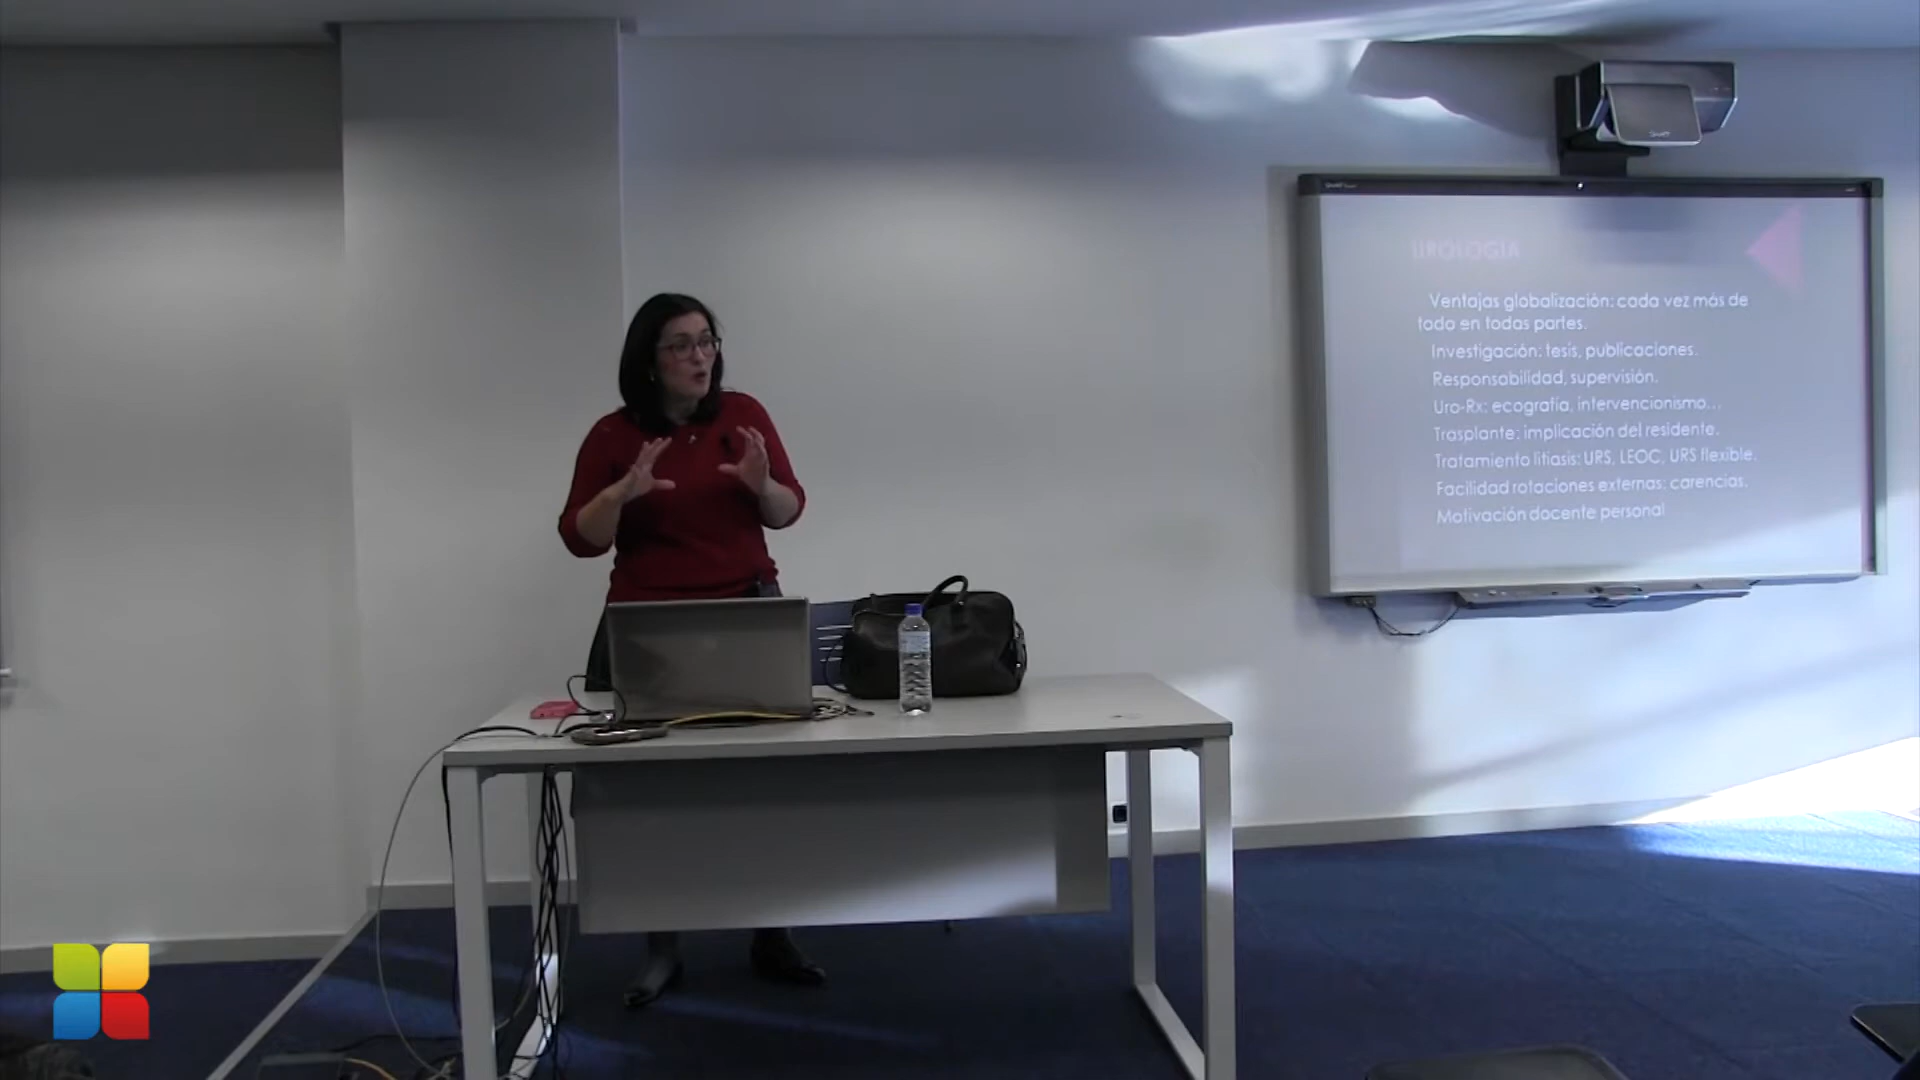 UROLOGIA
Ventajas globalización: cada vez más de
todo en todas partes.
Investigación: tesis, publicaciones.
Responsabilidad, supervisión.
Uro-Rx: ecografía, intervencionismo...
Trasplante: implicación del residente.
Tratamiento litiasis: URS, LEOC, URS flexible.
Facilidad rotaciones externas: carencias.
Motivación docente personal